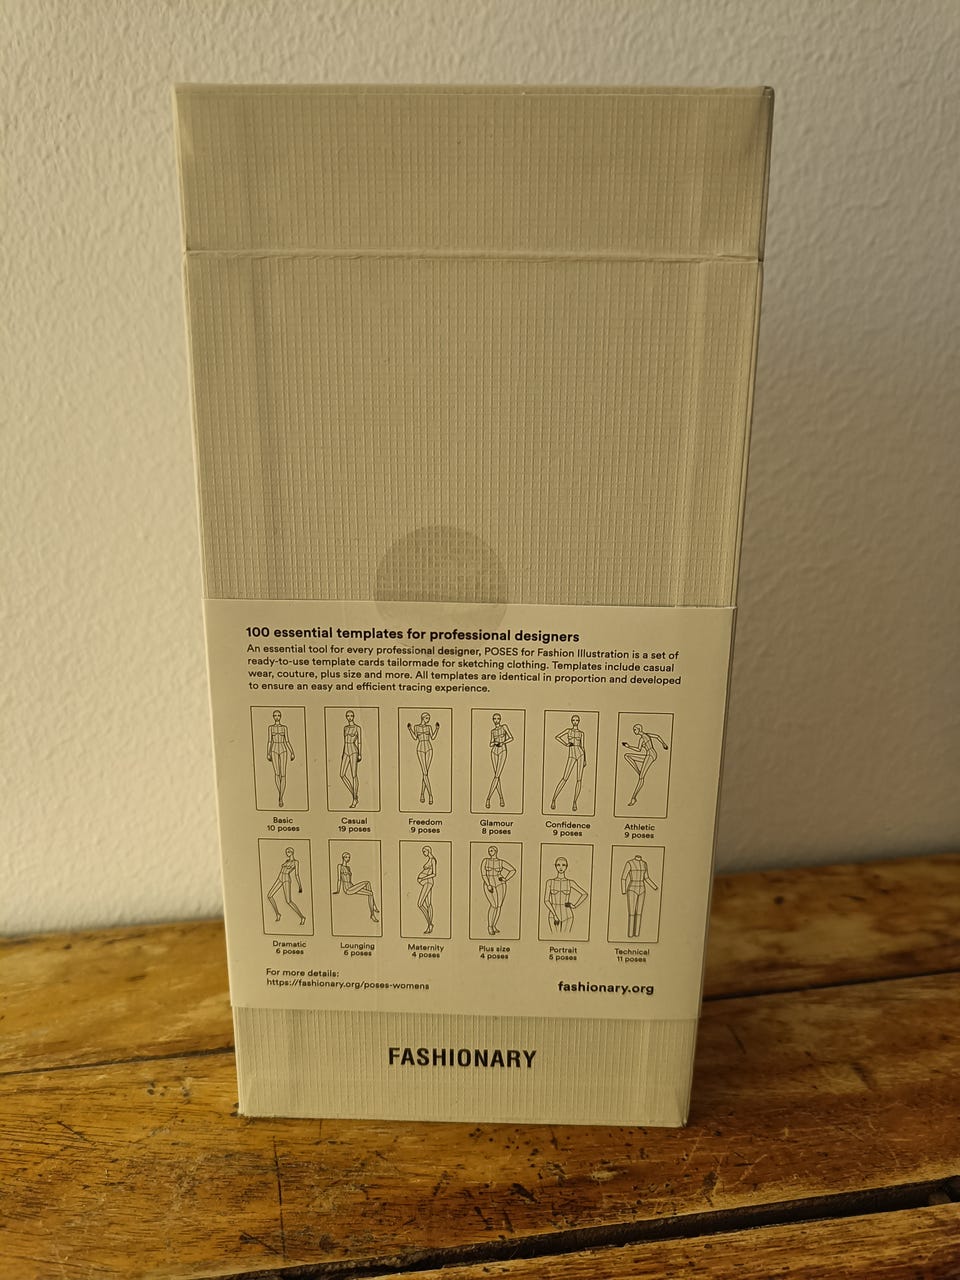 100 essential templates for professional designers
An essential tool for every professional designer, POSES for Fashion Illustration is a set of
ready-to-use template cards tailormade for sketching clothing. Templates include casual
wear, couture, plus size and more. All templates are identical in proportion and developed
to ensure an easy and efficient tracing experience.
Basic
10 poses
Casual
19 poses
Freedom
9 poses
Glamour
8 poses
Confidence
9 poses
Athletic
9 poses
Dramatic
6 poses
Lounging
6 poses
Maternity
4 poses
Plus size
4 poses
Portrait
5 poses
Technical
11 poses
For more details:
https://fashionary.org/poses-womens
fashionary.org
FASHIONARY